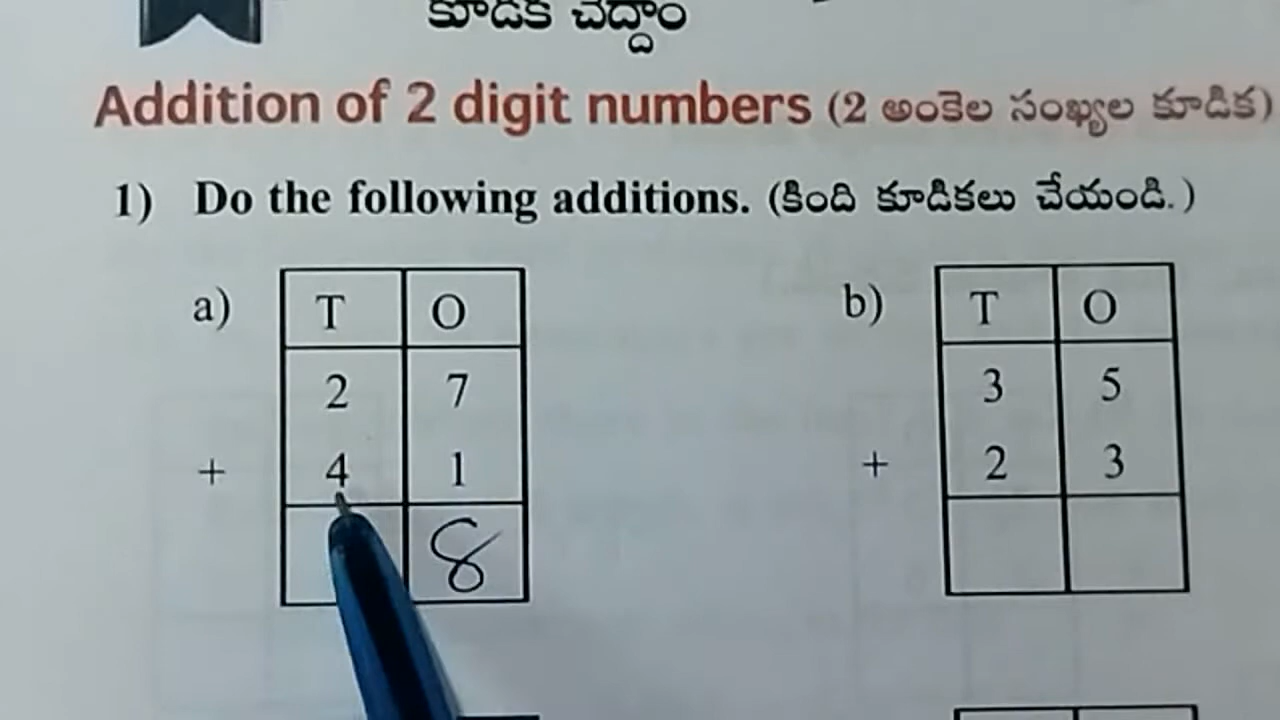 కూడిక చేద్దాం
Addition of 2 digit numbers (2 అంకెల సంఖ్యల కూడిక)
1) Do the following additions. (కింది కూడికలు చేయండి.)
a) T O b) T O
2 7 3 5
+ 4 1 + 2 3
8